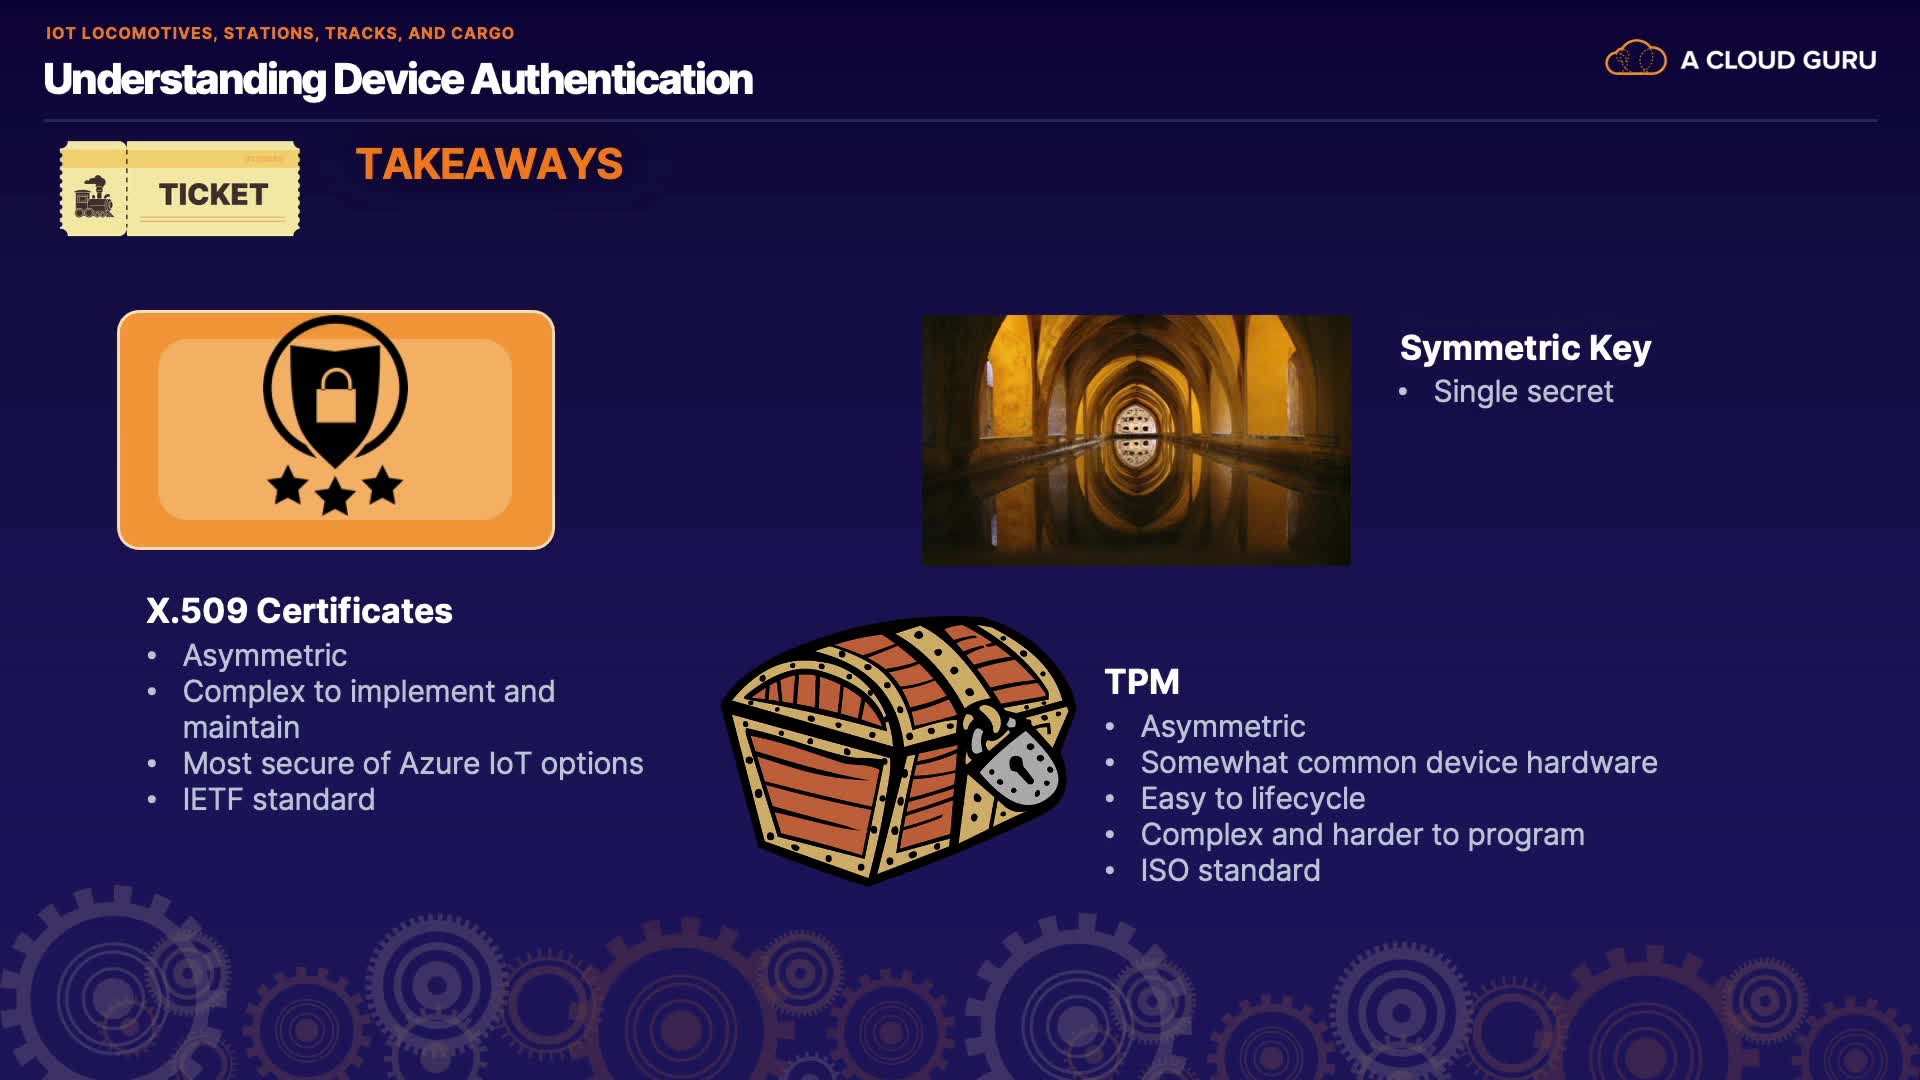 IOT LOCOMOTIVES, STATIONS, TRACKS, AND CARGO
Understanding Device Authentication
A CLOUD GURU
TICKET
TAKEAWAYS
Symmetric Key
• Single secret
X.509 Certificates
• Asymmetric
• Complex to implement and
maintain
• Most secure of Azure IoT options
• IETF standard
TPM
• Asymmetric
• Somewhat common device hardware
• Easy to lifecycle
• Complex and harder to program
• ISO standard